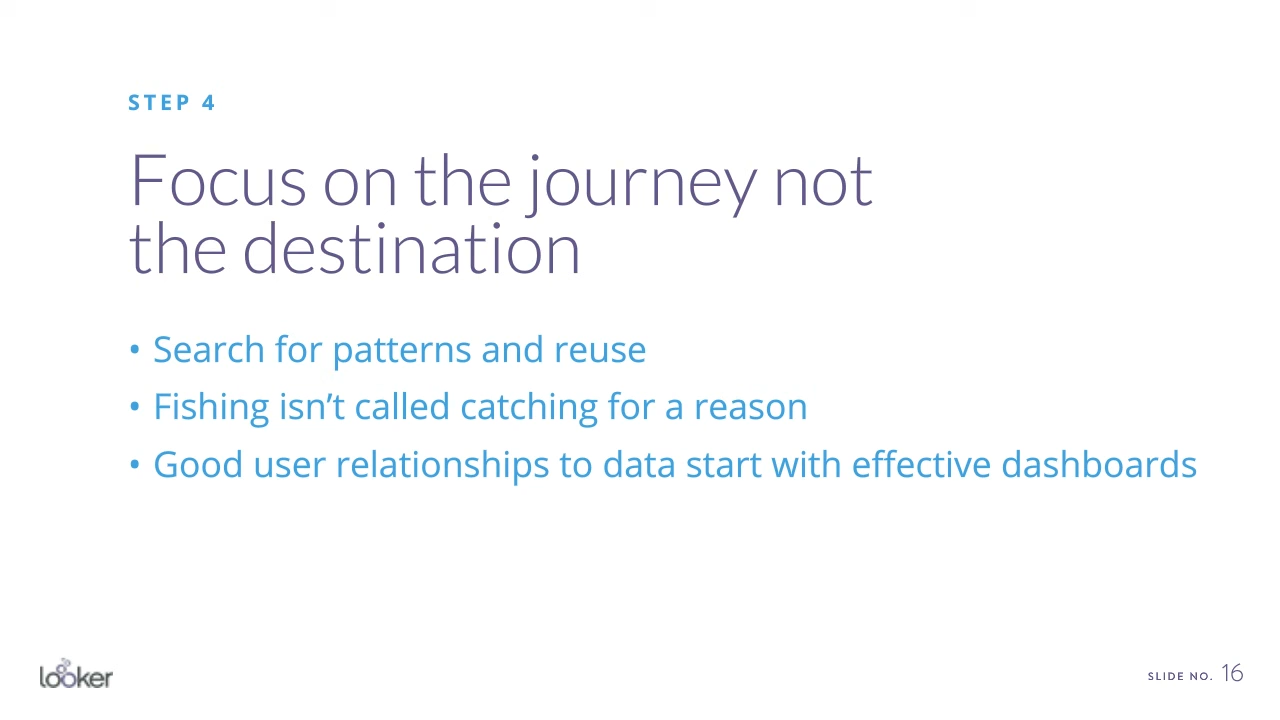 STEP 4
Focus on the journey not
the destination
• Search for patterns and reuse
• Fishing isn’t called catching for a reason
• Good user relationships to data start with effective dashboards
looker
SLIDE NO. 16